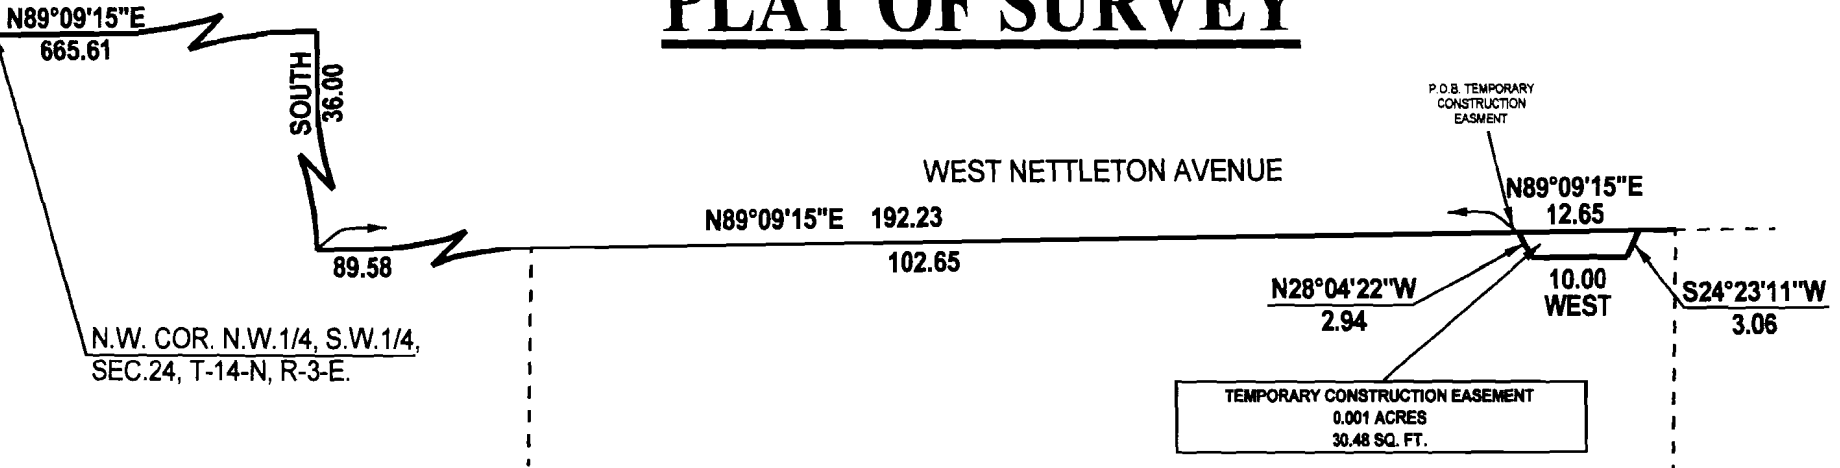 PLAT OF SURVEY
N89°09'15"E
665.61
SOUTH
36.00
P.O.B. TEMPORARY
CONSTRUCTION
EASMENT
WEST NETTLETON AVENUE
N89°09'15"E
12.65
N89°09'15"E 192.23
89.58
102.65
N28°04'22"W
2.94
10.00
WEST
S24°23'11"W
3.06
N.W. COR. N.W.1/4, S.W.1/4,
SEC.24, T-14-N, R-3-E.
TEMPORARY CONSTRUCTION EASEMENT
0.001 ACRES
30.48 SQ. FT.